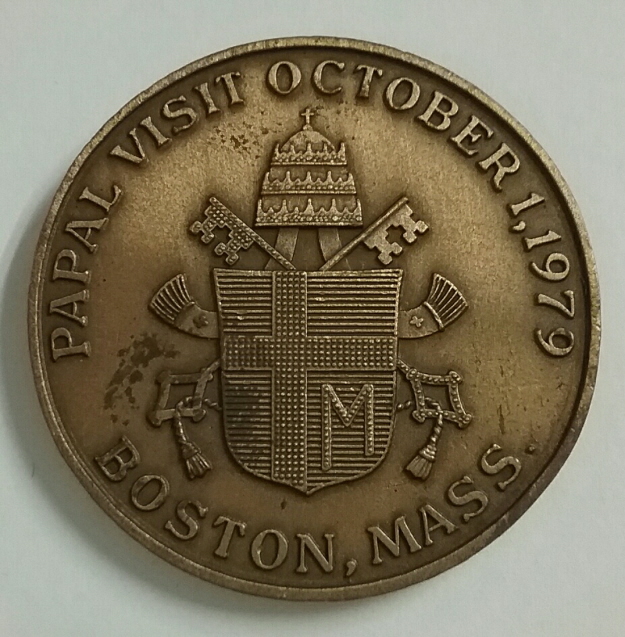 PAPAL VISIT OCTOBER 1, 1979
M
BOSTON, MASS.